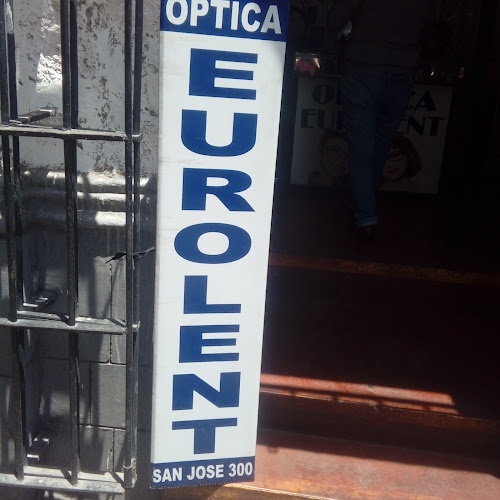 OPTICA
EUROLENT
SAN JOSE 300